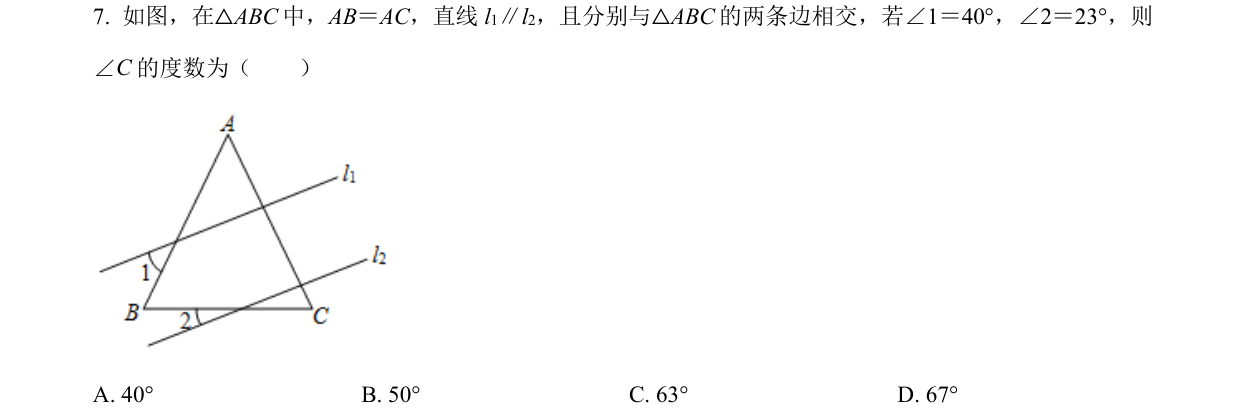 7. 如图，在△ABC中，AB＝AC，直线 l₁∥l₂，且分别与△ABC的两条边相交，若∠1＝40°，∠2＝23°，则
∠C的度数为（　　）
A
l₁
l₂
1
B
2
C
A. 40° B. 50° C. 63° D. 67°